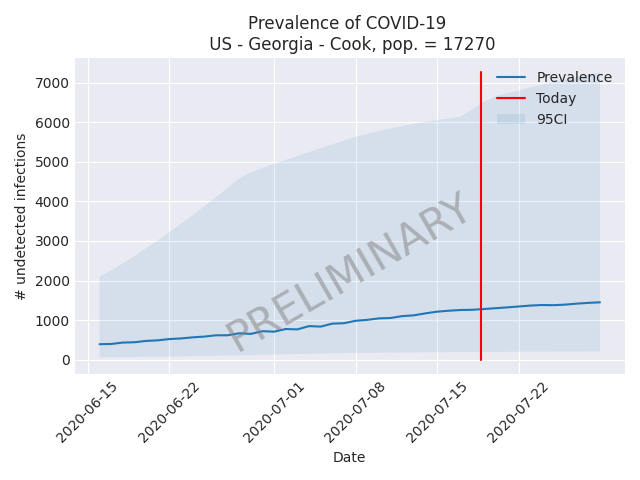 Prevalence of COVID-19
US - Georgia - Cook, pop. = 17270
7000
6000
5000
4000
3000
2000
1000
0
# undetected infections
Prevalence
Today
95CI
PRELIMINARY
2020-06-15
2020-06-22
2020-07-01
2020-07-08
2020-07-15
2020-07-22
Date